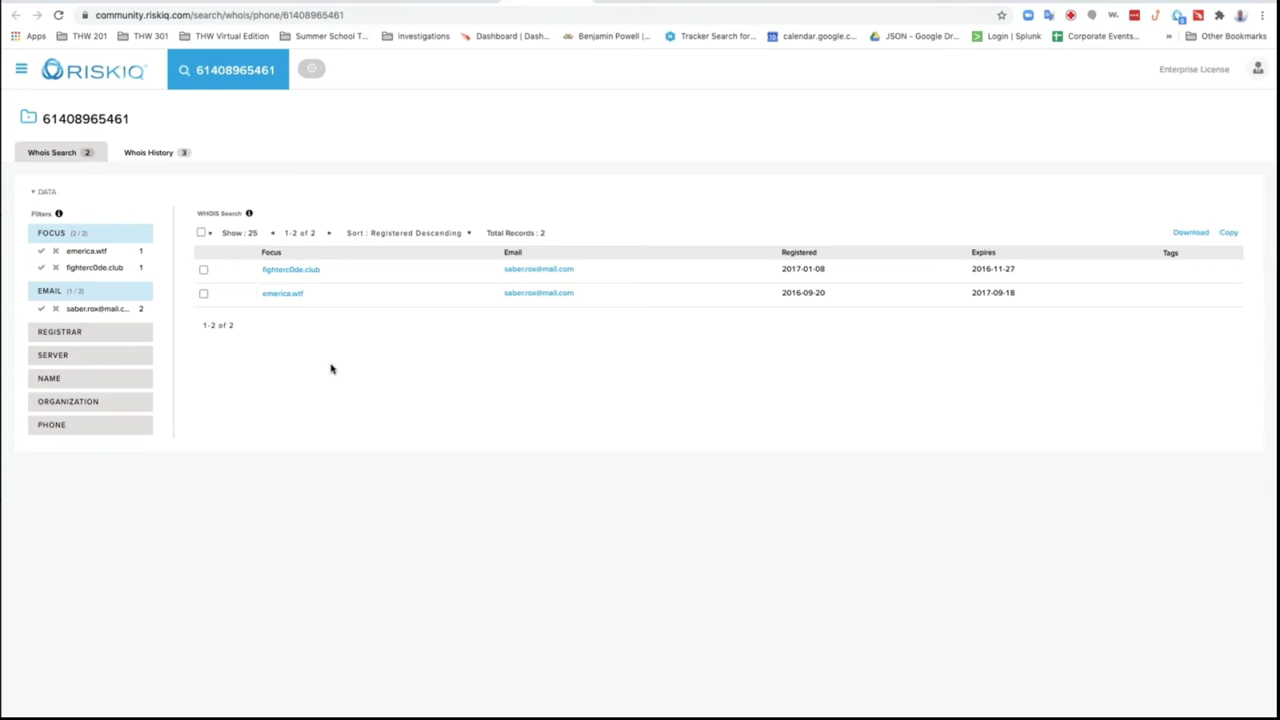 community.riskiq.com/search/whois/phone/61408965461
Apps THW 201 THW 301 THW Virtual Edition Summer School T... investigations Dashboard | Dash... Benjamin Powell |... Tracker Search for... calendar.google.c... JSON - Google Dr... Login | Splunk Corporate Events... » Other Bookmarks
RISKIQ 61408965461 Enterprise License
61408965461
Whois Search 2 Whois History 3
DATA
Filters WHOIS Search
FOCUS (2 / 2) Show : 25 1-2 of 2 Sort : Registered Descending Total Records : 2 Download Copy
Focus Email Registered Expires Tags
emerica.wtf 1
fighterc0de.club 1 fighterc0de.club saber.rox@mail.com 2017-01-08 2016-11-27
EMAIL (1 / 2) emerica.wtf saber.rox@mail.com 2016-09-20 2017-09-18
saber.rox@mail.c... 2
1-2 of 2
REGISTRAR
SERVER
NAME
ORGANIZATION
PHONE